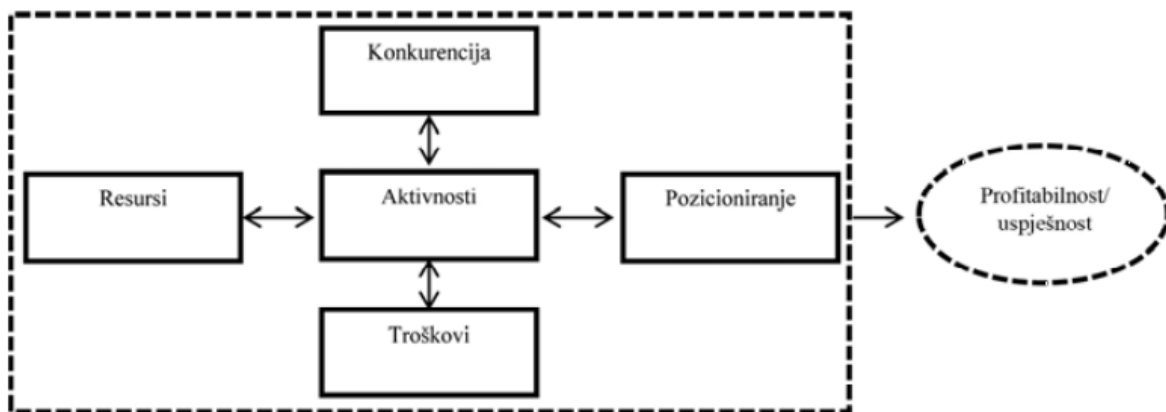 Konkurencija
Resursi
Aktivnosti
Pozicioniranje
Profitabilnost/
uspješnost
Troškovi